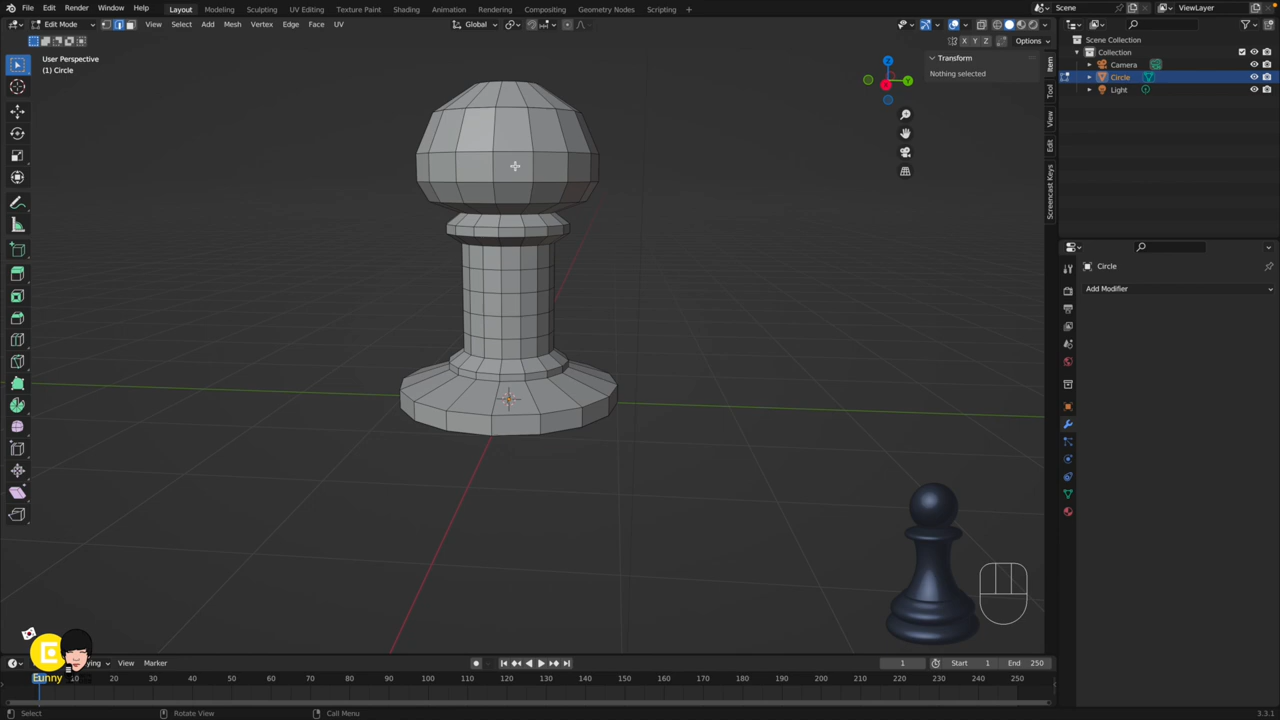 File Edit Render Window Help Layout Modeling Sculpting UV Editing Texture Paint Shading Animation Rendering Compositing Geometry Nodes Scripting Scene ViewLayer
Edit Mode View Select Add Mesh Vertex Edge Face UV Global
X Y Z Options
User Perspective
(1) Circle
Transform
Nothing selected
Z
Y
X
Item
Tool
View
Edit
Screencast Keys
Scene Collection
Collection
Camera
Circle
Light
Circle
Add Modifier
View Marker
1 Start 1 End 250
Eunny
10 20 30 40 50 60 70 80 90 100 110 120 130 140 150 160 170 180 190 200 210 220 230 240 250
Select Rotate View Call Menu 3.3.1